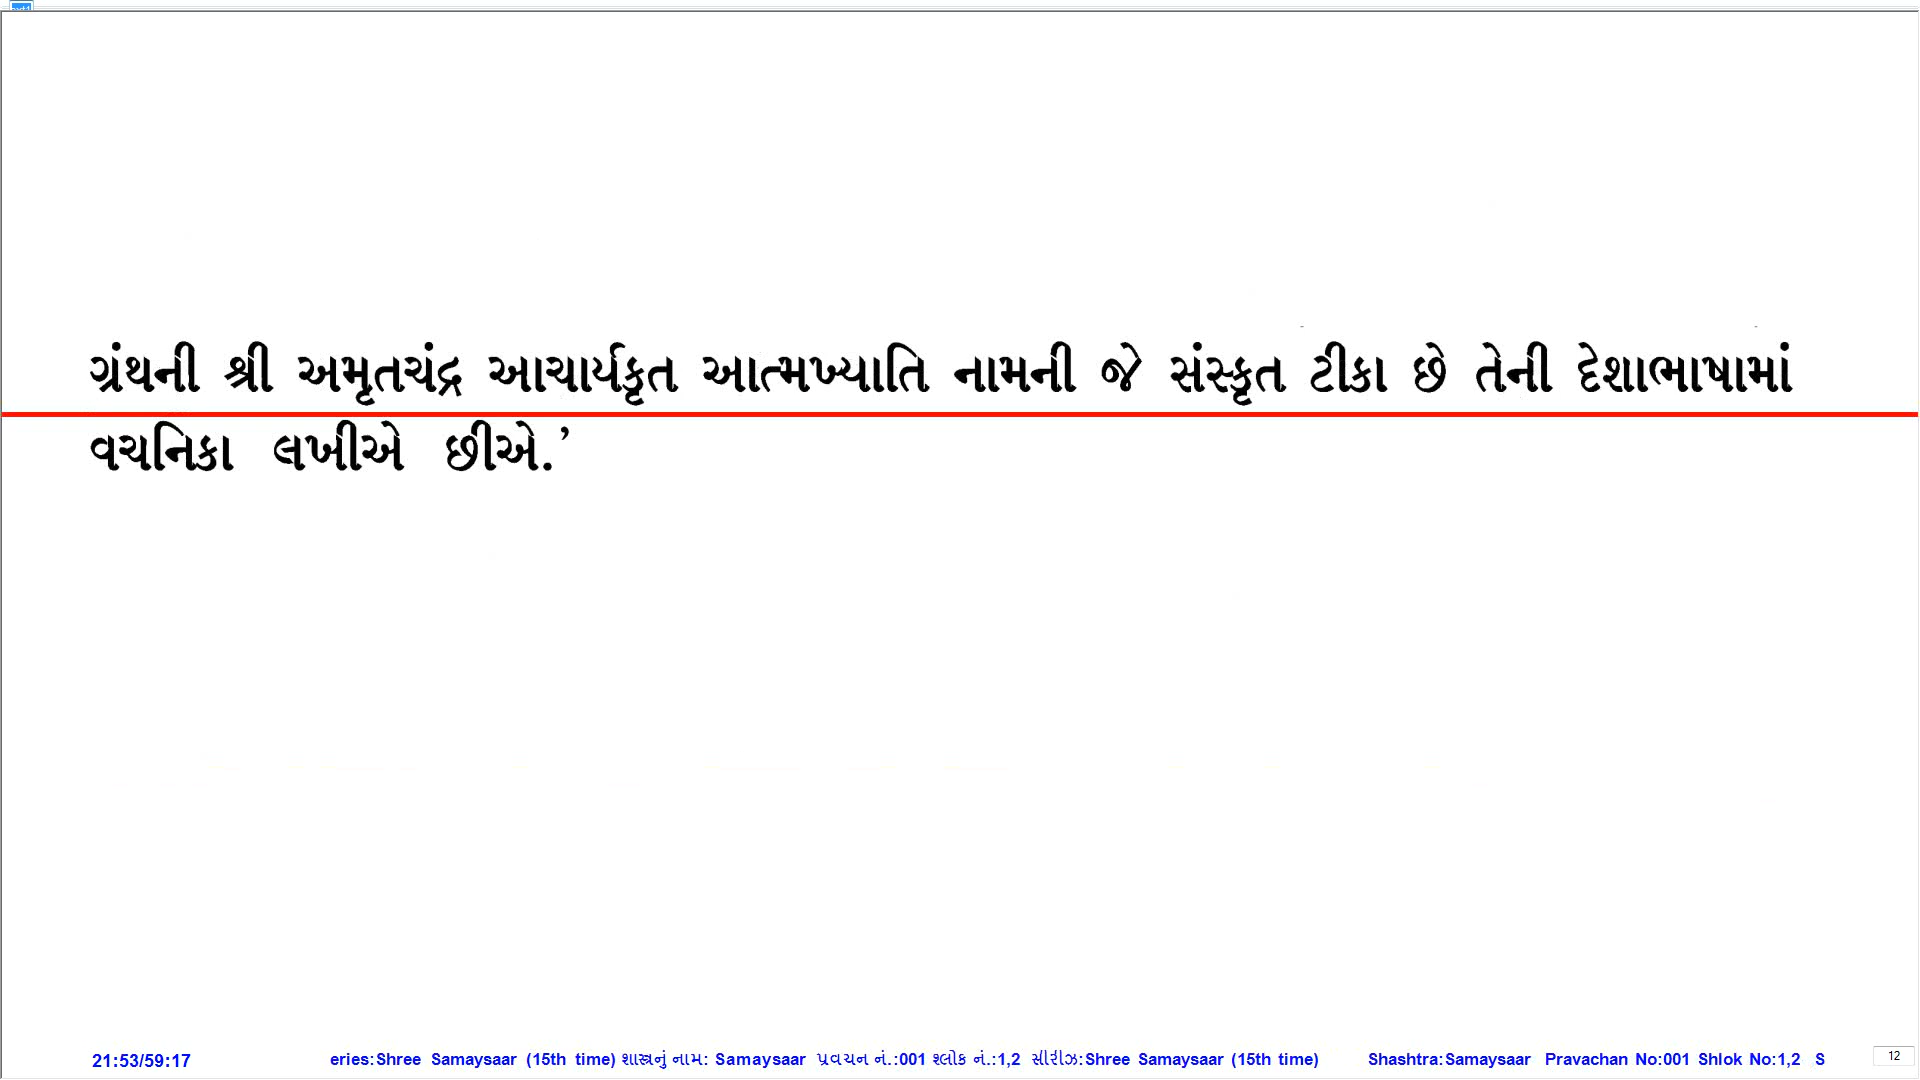 ગ્રંથની શ્રી અમૃતચંદ્ર આચાર્યકૃત આત્મખ્યાતિ નામની જે સંસ્કૃત ટીકા છે તેની દેશભાષામાં
વચનિકા લખીએ છીએ.’
21:53/59:17 eries:Shree Samaysaar (15th time) શાસ્ત્રનું નામ: Samaysaar પ્રવચન નં.:001 શ્લોક નં.:1,2 સીરીઝ:Shree Samaysaar (15th time) Shashtra:Samaysaar Pravachan No:001 Shlok No:1,2 S 12